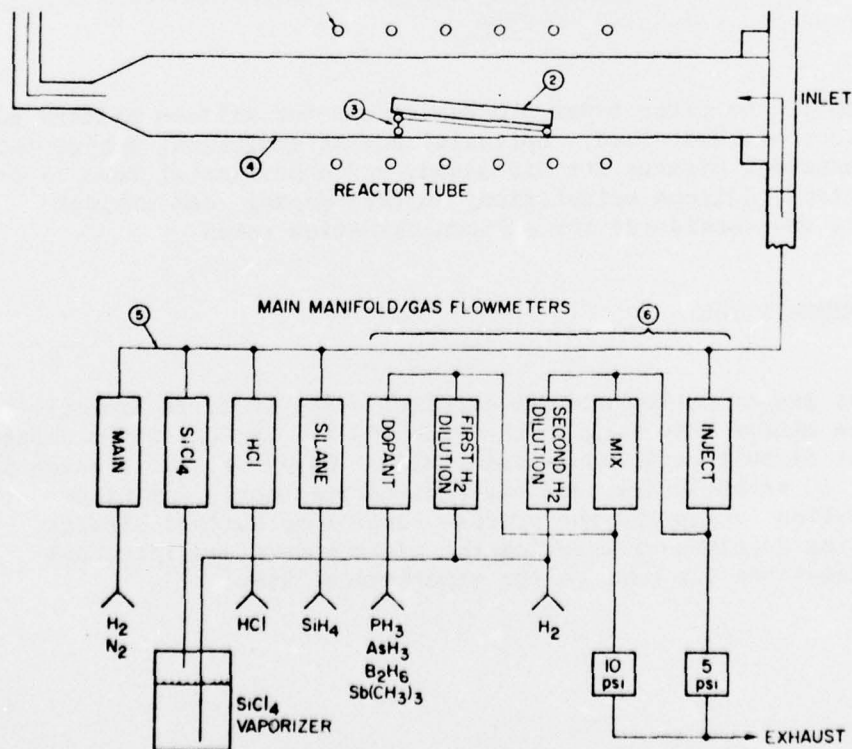 ②
③
INLET
④
REACTOR TUBE
MAIN MANIFOLD/GAS FLOWMETERS
⑤
⑥
MAIN
SiCl4
HCl
SILANE
DOPANT
FIRST H2
DILUTION
SECOND H2
DILUTION
MIX
INJECT
H2
N2
HCl
SiH4
PH3
AsH3
B2H6
Sb(CH3)3
H2
10
psi
5
psi
SiCl4
VAPORIZER
EXHAUST